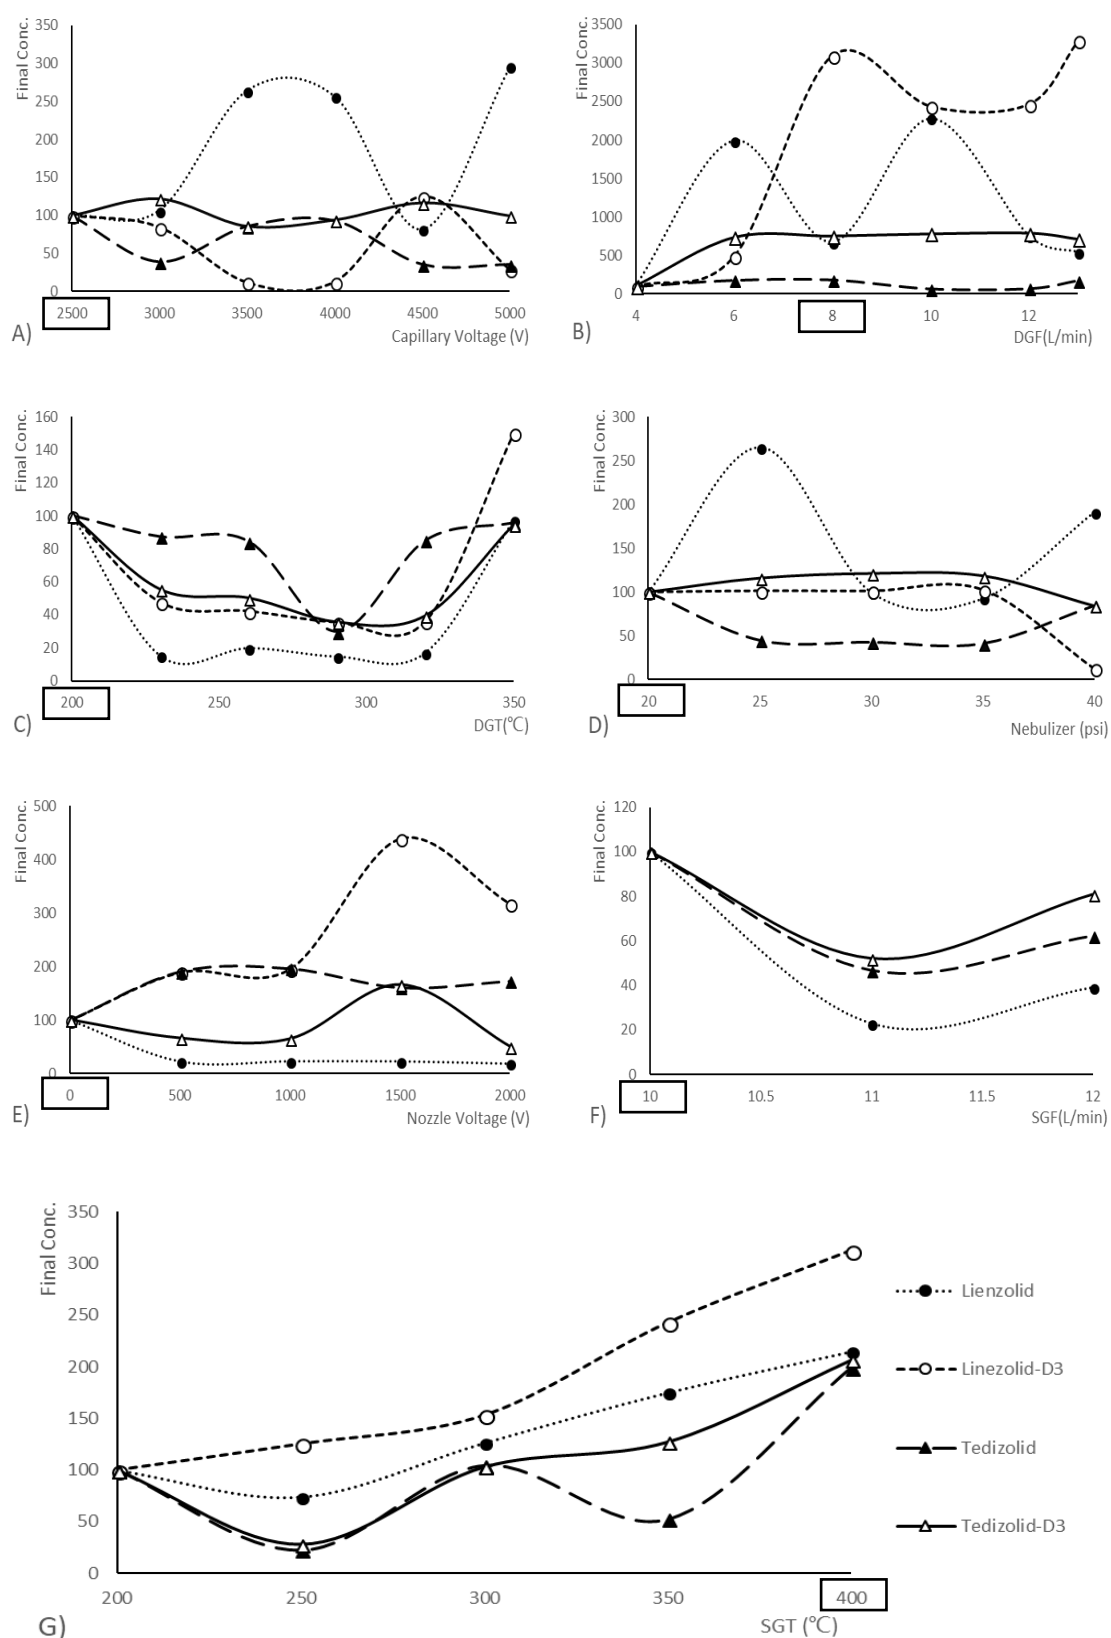 Final Conc.
350
300
250
200
150
100
50
0
2500 3000 3500 4000 4500 5000
A) Capillary Voltage (V)
Final Conc.
3500
3000
2500
2000
1500
1000
500
0
4 6 8 10 12
B) DGF(L/min)
Final Conc.
160
140
120
100
80
60
40
20
0
200 250 300 350
C) DGT(℃)
Final Conc.
300
250
200
150
100
50
0
20 25 30 35 40
D) Nebulizer (psi)
Final Conc.
500
400
300
200
100
0
0 500 1000 1500 2000
E) Nozzle Voltage (V)
Final Conc.
120
100
80
60
40
20
0
10 10.5 11 11.5 12
F) SGF(L/min)
Final Conc.
350
300
250
200
150
100
50
0
200 250 300 350 400
G) SGT (℃)
Lienzolid
Linezolid-D3
Tedizolid
Tedizolid-D3